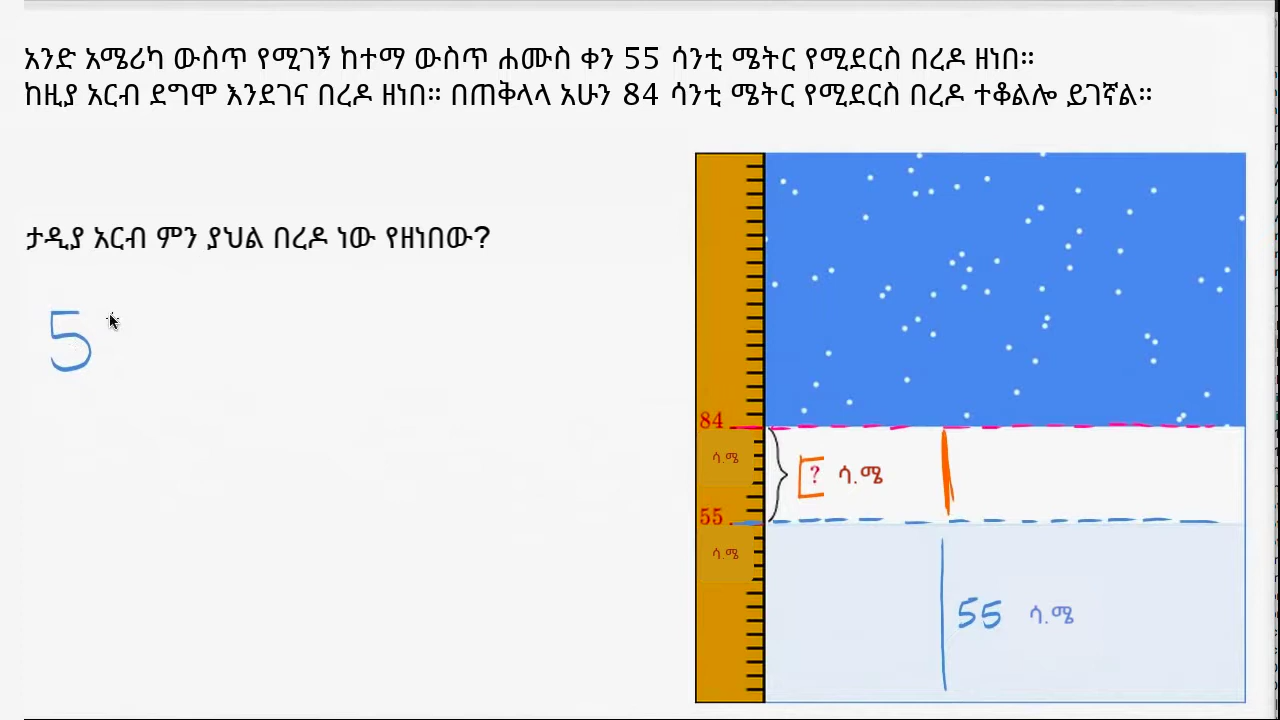 አንድ አሜሪካ ውስጥ የሚገኝ ከተማ ውስጥ ሐሙስ ቀን 55 ሳንቲ ሜትር የሚደርስ በረዶ ዘነበ።
ከዚያ አርብ ደግሞ እንደገና በረዶ ዘነበ። በጠቅላላ አሁን 84 ሳንቲ ሜትር የሚደርስ በረዶ ተቆልሎ ይገኛል።
ታዲያ አርብ ምን ያህል በረዶ ነው የዘነበው?
5
84
ሳ.ሜ
? ሳ.ሜ
55
ሳ.ሜ
55 ሳ.ሜ